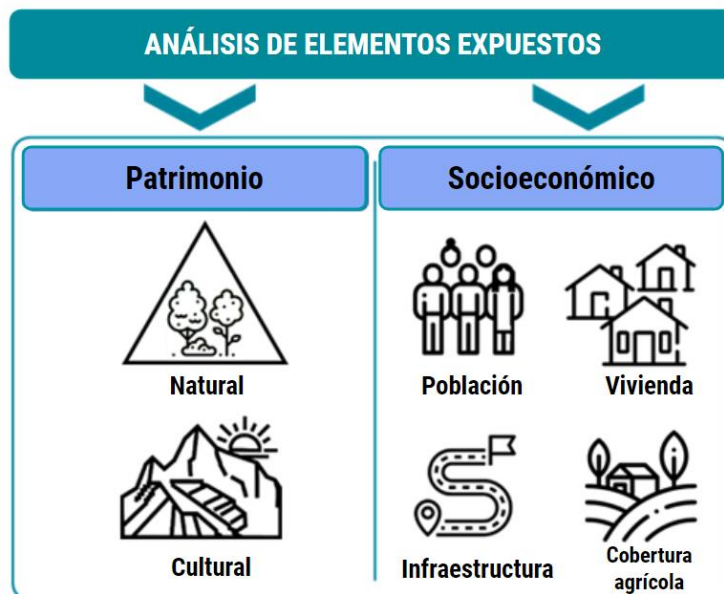 ANÁLISIS DE ELEMENTOS EXPUESTOS
Patrimonio
Socioeconómico
Natural
Cultural
Población
Vivienda
Infraestructura
Cobertura
agrícola